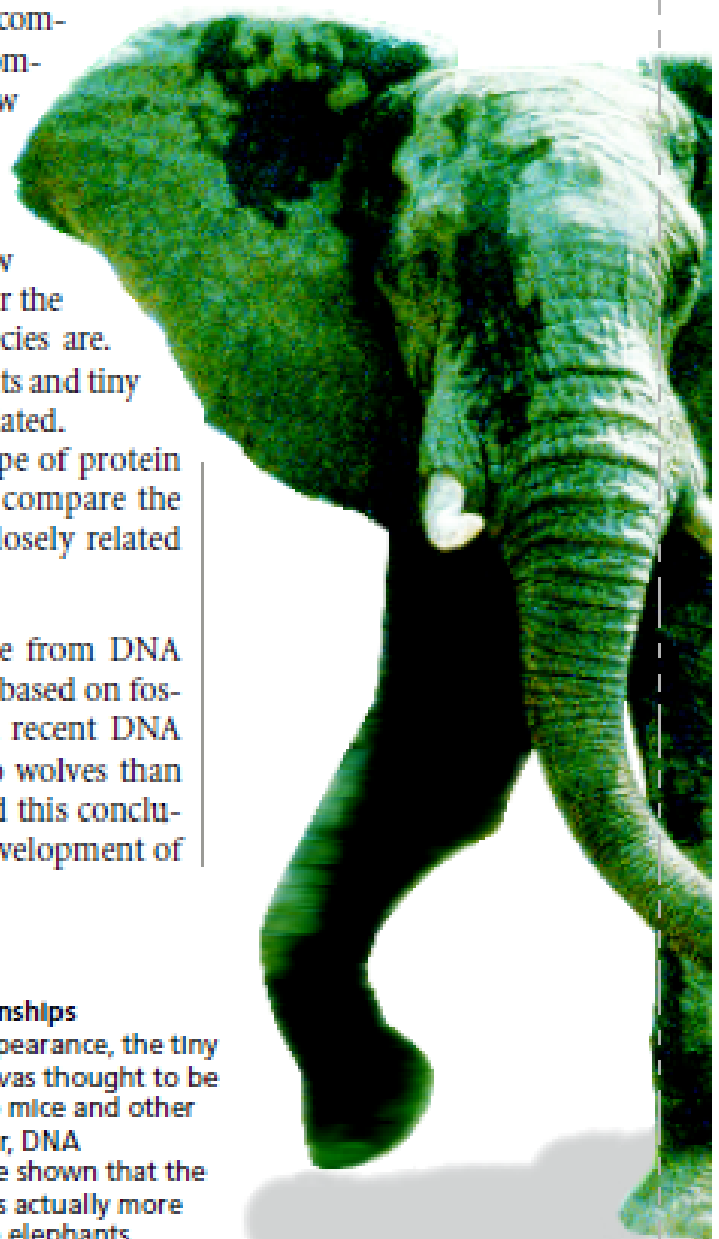 com-
om-
w
w
r the
cies are.
ts and tiny
ated.
pe of protein
compare the
losely related
e from DNA
based on fos-
recent DNA
o wolves than
d this conclu-
velopment of
nships
pearance, the tiny
was thought to be
o mice and other
r, DNA
e shown that the
s actually more
o elephants